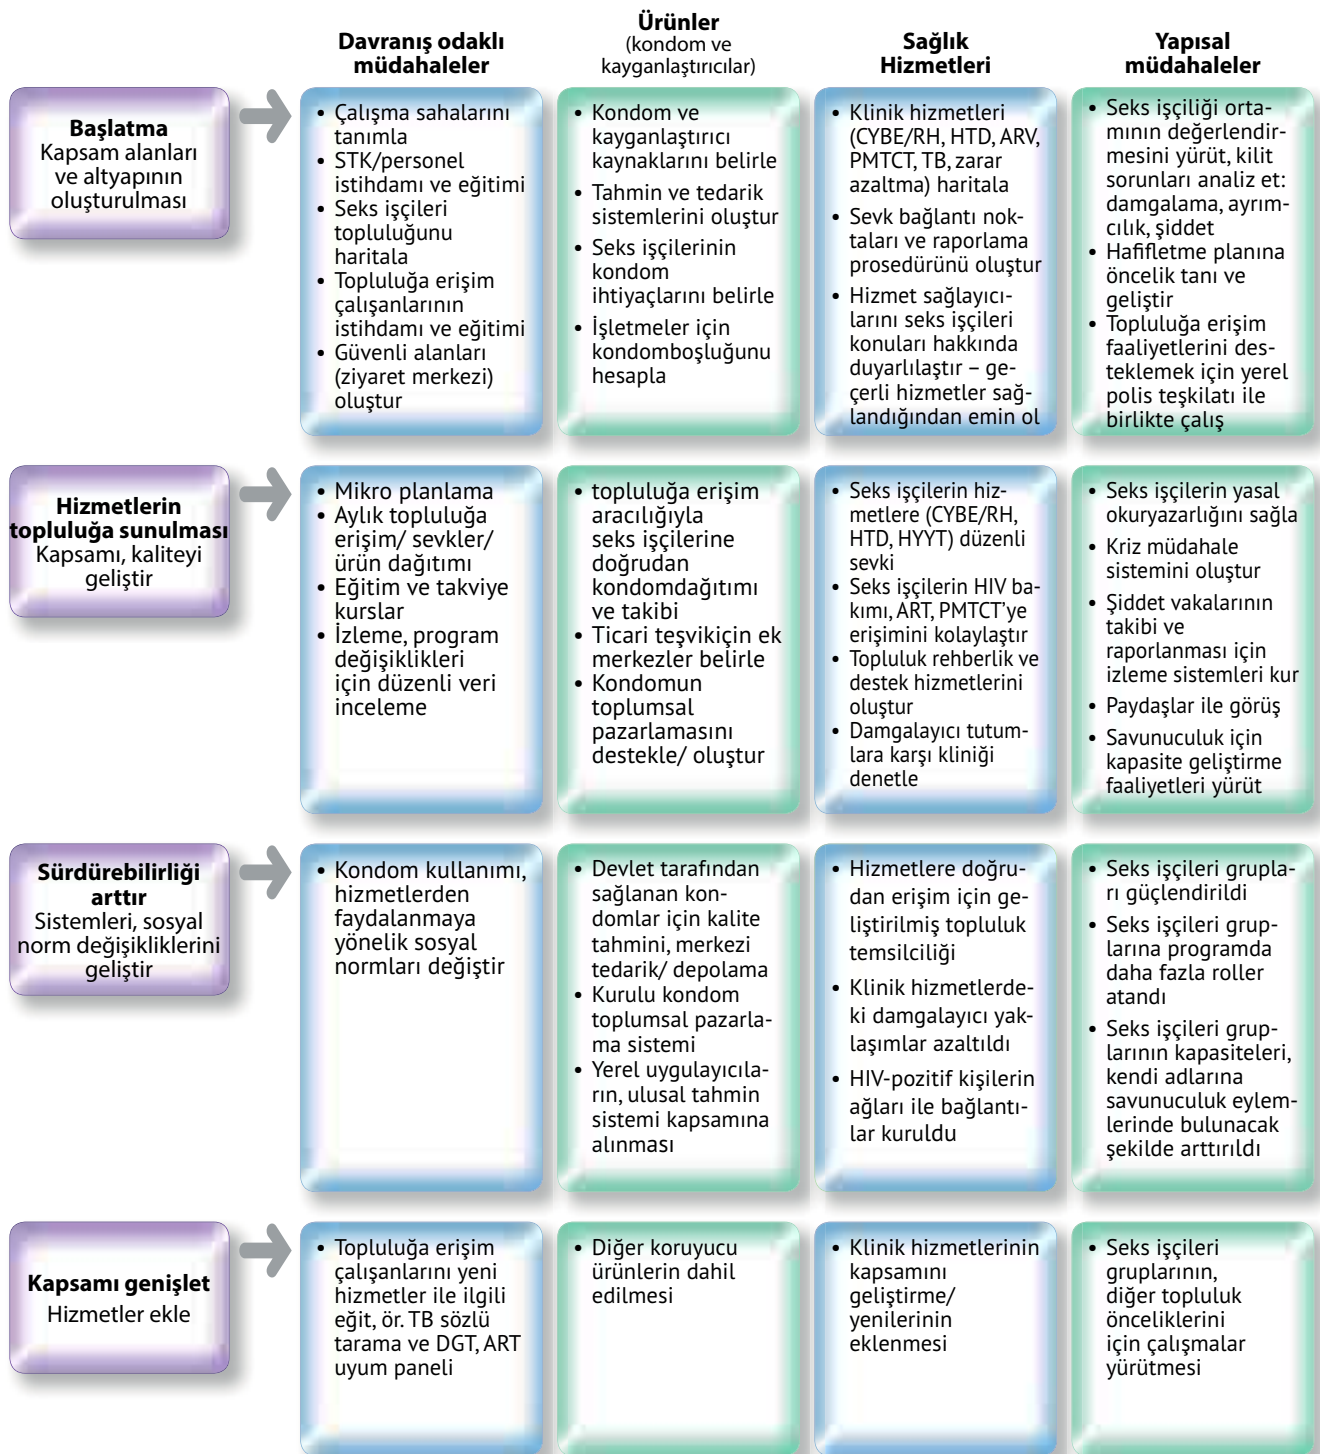 Davranış odaklı
müdahaleler
Ürünler
(kondom ve
kayganlaştırıcılar)
Sağlık
Hizmetleri
Yapısal
müdahaleler
Başlatma
Kapsam alanları
ve altyapının
oluşturulması
• Çalışma sahalarını
tanımla
• STK/personel
istihdamı ve eğitimi
• Seks işçileri
topluluğunu
haritala
• Topluluğa erişim
çalışanlarının
istihdamı ve eğitimi
• Güvenli alanları
(ziyaret merkezi)
oluştur
• Kondom ve
kayganlaştırıcı
kaynaklarını belirle
• Tahmin ve tedarik
sistemlerini oluştur
• Seks işçilerinin
kondom
ihtiyaçlarını belirle
• İşletmeler için
kondomboşluğunu
hesapla
• Klinik hizmetleri
(CYBE/RH, HTD, ARV,
PMTCT, TB, zarar
azaltma) haritala
• Sevk bağlantı nok-
taları ve raporlama
prosedürünü oluştur
• Hizmet sağlayıcı-
larını seks işçileri
konuları hakkında
duyarlılaştır – ge-
çerli hizmetler sağ-
landığından emin ol
• Seks işçiliği orta-
mının değerlendir-
mesini yürüt, kilit
sorunları analiz et:
damgalama, ayrım-
cılık, şiddet
• Hafifletme planına
öncelik tanı ve
geliştir
• Topluluğa erişim
faaliyetlerini des-
teklemek için yerel
polis teşkilatı ile
birlikte çalış
Hizmetlerin
topluluğa sunulması
Kapsamı, kaliteyi
geliştir
• Mikro planlama
• Aylık topluluğa
erişim/ sevkler/
ürün dağıtımı
• Eğitim ve takviye
kurslar
• İzleme, program
değişiklikleri
için düzenli veri
inceleme
• topluluğa erişim
aracılığıyla
seks işçilerine
doğrudan
kondomdağıtımı
ve takibi
• Ticari teşvikiçin ek
merkezler belirle
• Kondomun
toplumsal
pazarlamasını
destekle/ oluştur
• Seks işçilerin hiz-
metlere (CYBE/RH,
HTD, HYYT) düzenli
sevki
• Seks işçilerin HIV ba-
kımı, ART, PMTCT’ye
erişimini kolaylaştır
• Topluluk rehberlik ve
destek hizmetlerini
oluştur
• Damgalayıcı tutum-
lara karşı kliniği
denetle
• Seks işçilerin yasal
okuryazarlığını sağla
• Kriz müdahale
sistemini oluştur
• Şiddet vakalarının
takibi ve
raporlanması için
izleme sistemleri kur
• Paydaşlar ile görüş
• Savunuculuk için
kapasite geliştirme
faaliyetleri yürüt
Sürdürebilirliği
arttır
Sistemleri, sosyal
norm değişikliklerini
geliştir
• Kondom kullanımı,
hizmetlerden
faydalanmaya
yönelik sosyal
normları değiştir
• Devlet tarafından
sağlanan kon-
domlar için kalite
tahmini, merkezi
tedarik/ depolama
• Kurulu kondom
toplumsal pazarla-
ma sistemi
• Yerel uygulayıcıla-
rın, ulusal tahmin
sistemi kapsamına
alınması
• Hizmetlere doğru-
dan erişim için ge-
liştirilmiş topluluk
temsilciliği
• Klinik hizmetlerde-
ki damgalayıcı yak-
laşımlar azaltıldı
• HIV-pozitif kişilerin
ağları ile bağlantı-
lar kuruldu
• Seks işçileri grupla-
rı güçlendirildi
• Seks işçileri grup-
larına programda
daha fazla roller
atandı
• Seks işçileri grup-
larının kapasiteleri,
kendi adlarına
savunuculuk eylem-
lerinde bulunacak
şekilde arttırıldı
Kapsamı genişlet
Hizmetler ekle
• Topluluğa erişim
çalışanlarını yeni
hizmetler ile ilgili
eğit, ör. TB sözlü
tarama ve DGT, ART
uyum paneli
• Diğer koruyucu
ürünlerin dahil
edilmesi
• Klinik hizmetlerinin
kapsamını
geliştirme/
yenilerinin
eklenmesi
• Seks işçileri
gruplarının,
diğer topluluk
önceliklerini
için çalışmalar
yürütmesi